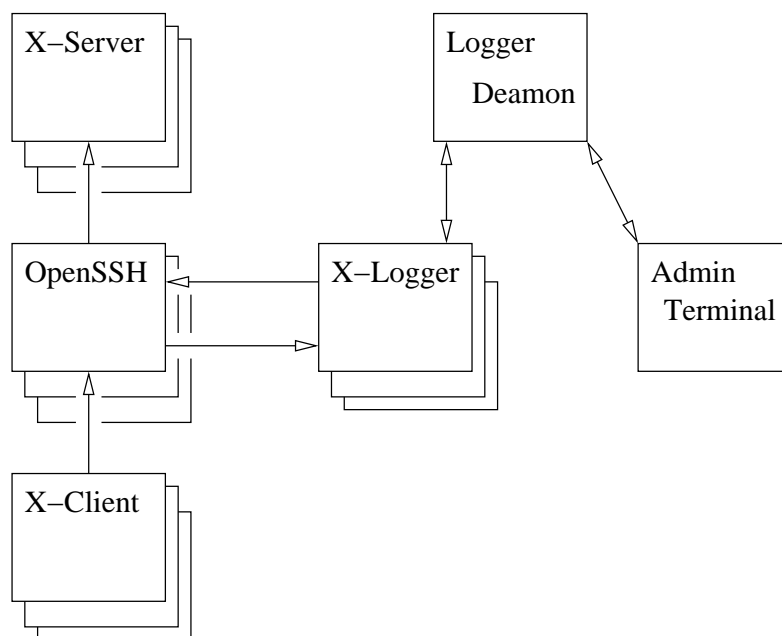 X–Server
Logger
Deamon
OpenSSH
X–Logger
Admin
Terminal
X–Client